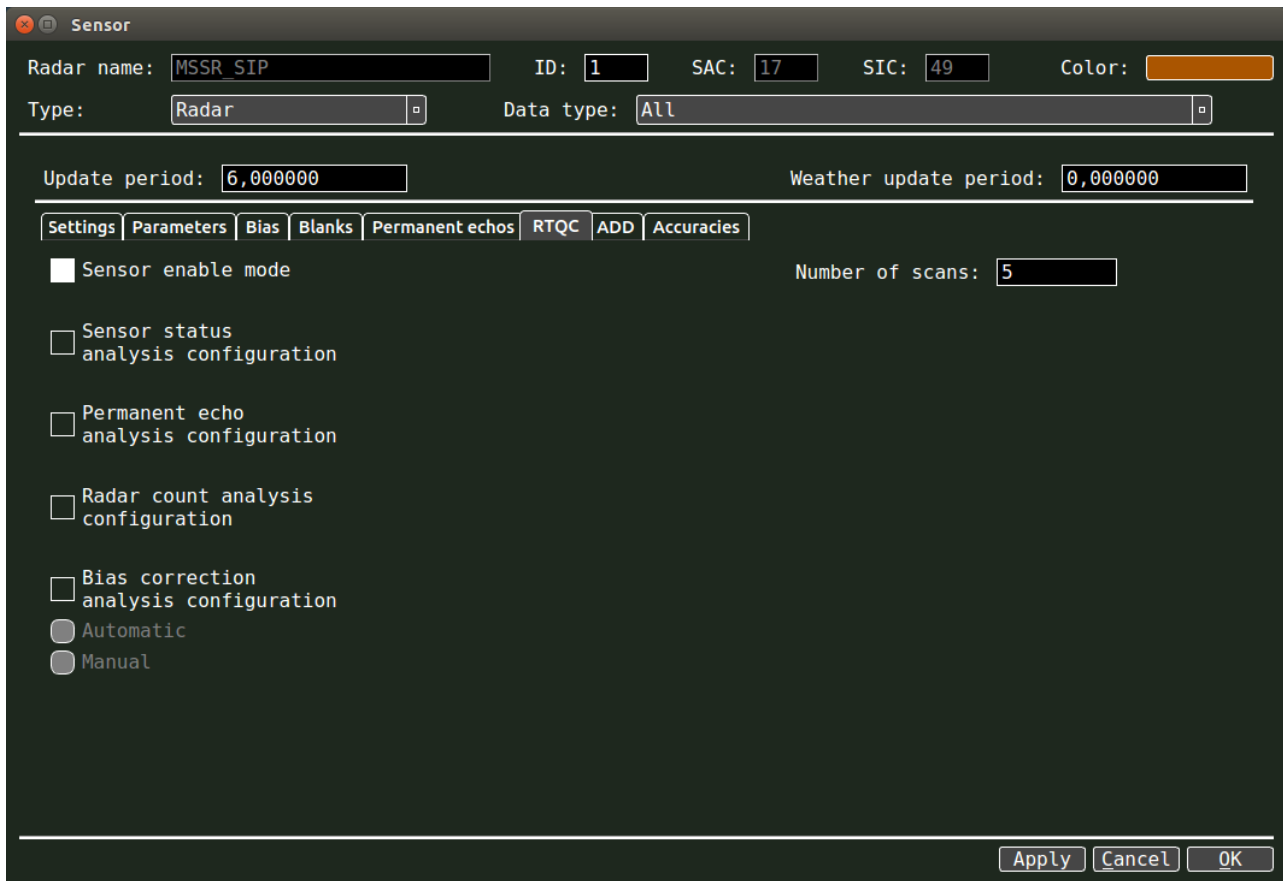 Sensor
Radar name: MSSR_SIP ID: 1 SAC: 17 SIC: 49 Color:
Type: Radar Data type: All
Update period: 6,000000 Weather update period: 0,000000
Settings Parameters Bias Blanks Permanent echos RTQC ADD Accuracies
Sensor enable mode Number of scans: 5
Sensor status
analysis configuration
Permanent echo
analysis configuration
Radar count analysis
configuration
Bias correction
analysis configuration
Automatic
Manual
Apply Cancel OK